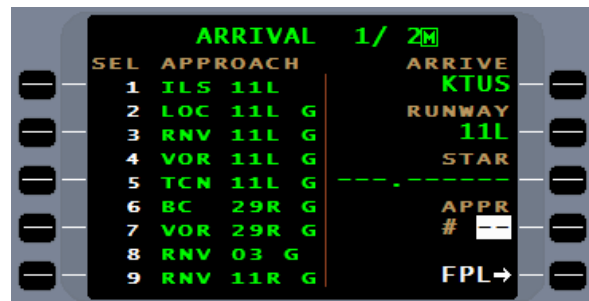 ARRIVAL 1/ 2M
SEL APPROACH ARRIVE
1 ILS 11L KTUS
2 LOC 11L G RUNWAY
3 RNV 11L G 11L
4 VOR 11L G STAR
5 TCN 11L G ---.------
6 BC 29R G APPR
7 VOR 29R G # --
8 RNV 03 G
9 RNV 11R G FPL→